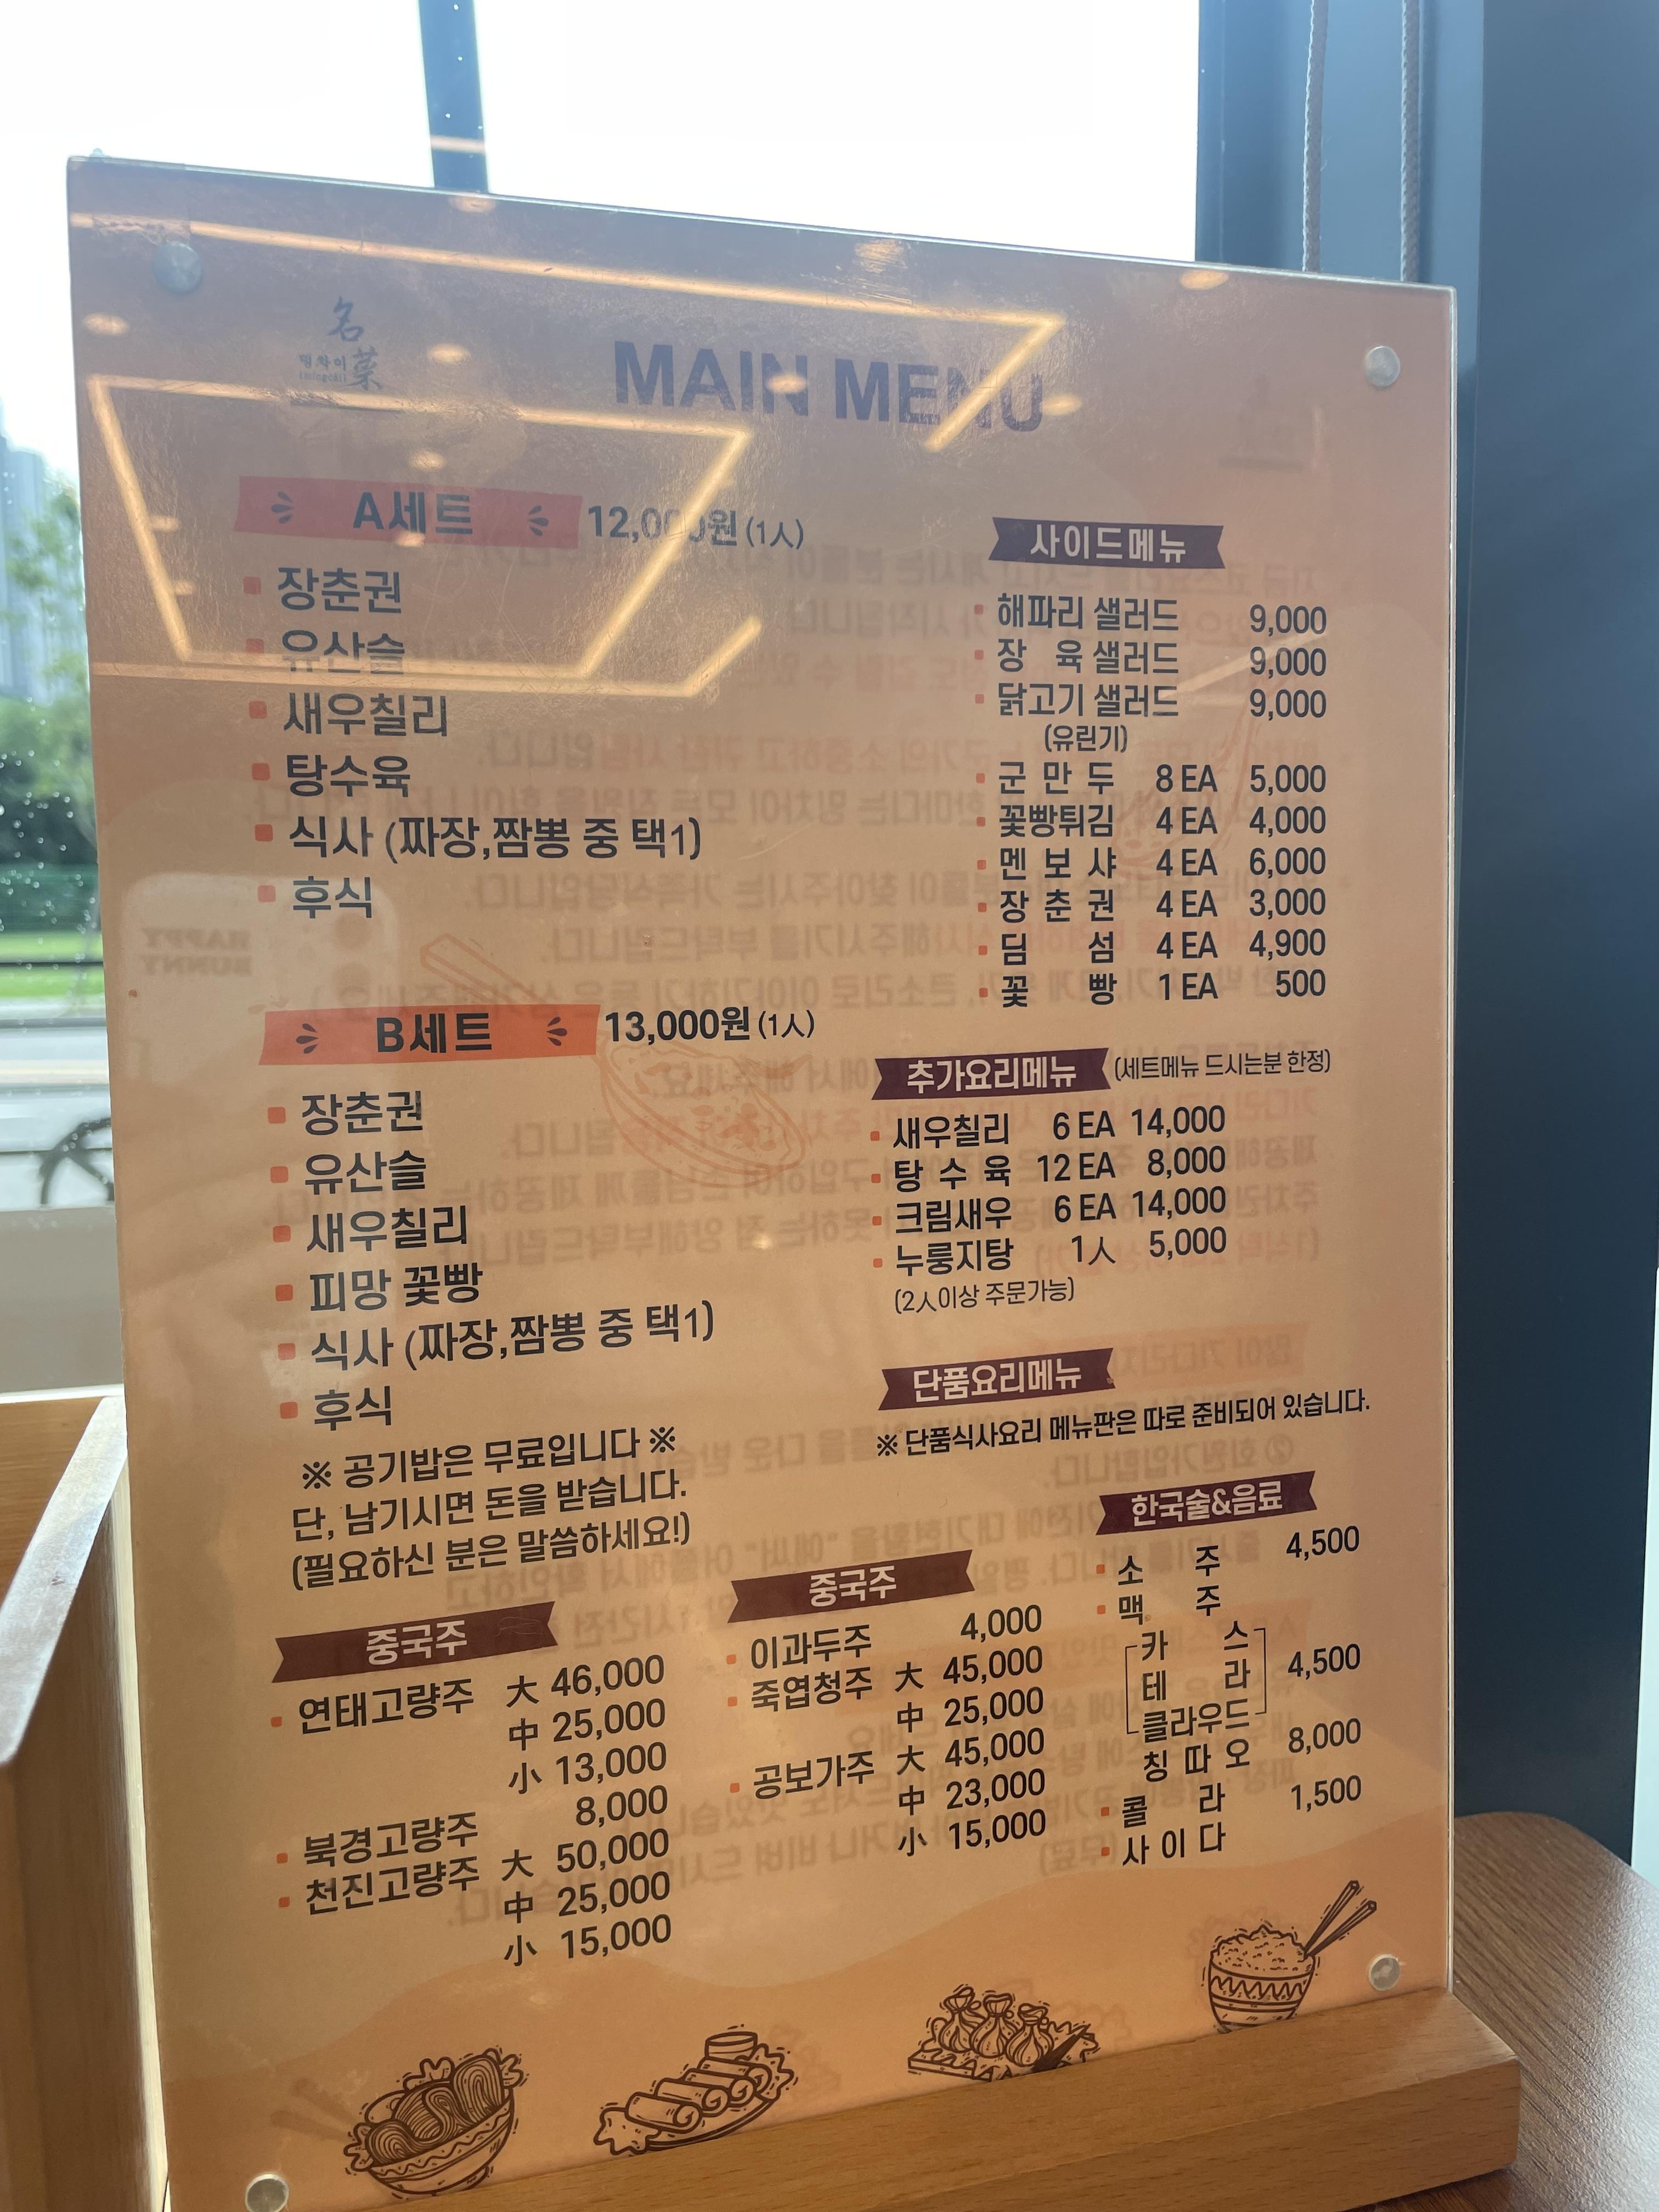 名菜
밍차이
MAIN MENU
A세트 12,000원(1人)
장춘권
유산슬
새우칠리
탕수육
식사 (짜장,짬뽕 중 택1)
후식
B세트 13,000원(1人)
장춘권
유산슬
새우칠리
피망 꽃빵
식사 (짜장,짬뽕 중 택1)
후식
※ 공기밥은 무료입니다 ※
단, 남기시면 돈을 받습니다.
(필요하신 분은 말씀하세요!)
사이드메뉴
해파리 샐러드 9,000
장 육 샐러드 9,000
닭고기 샐러드 9,000
(유린기)
군 만 두 8 EA 5,000
꽃빵튀김 4 EA 4,000
멘 보 샤 4 EA 6,000
장 춘 권 4 EA 3,000
딤 섬 4 EA 4,900
꽃 빵 1 EA 500
추가요리메뉴 (세트메뉴 드시는분 한정)
새우칠리 6 EA 14,000
탕 수 육 12 EA 8,000
크림새우 6 EA 14,000
누룽지탕 1人 5,000
(2人이상 주문가능)
단품요리메뉴
※ 단품식사요리 메뉴판은 따로 준비되어 있습니다.
중국주
연태고량주 大 46,000
中 25,000
小 13,000
북경고량주 8,000
천진고량주 大 50,000
中 25,000
小 15,000
중국주
이과두주 4,000
죽엽청주 大 45,000
中 25,000
공보가주 大 45,000
中 23,000
小 15,000
한국술&음료
소 주 4,500
맥 주
카 스
테 라 4,500
클라우드
칭 따 오 8,000
콜 라 1,500
사 이 다
HAPPY
BUNNY